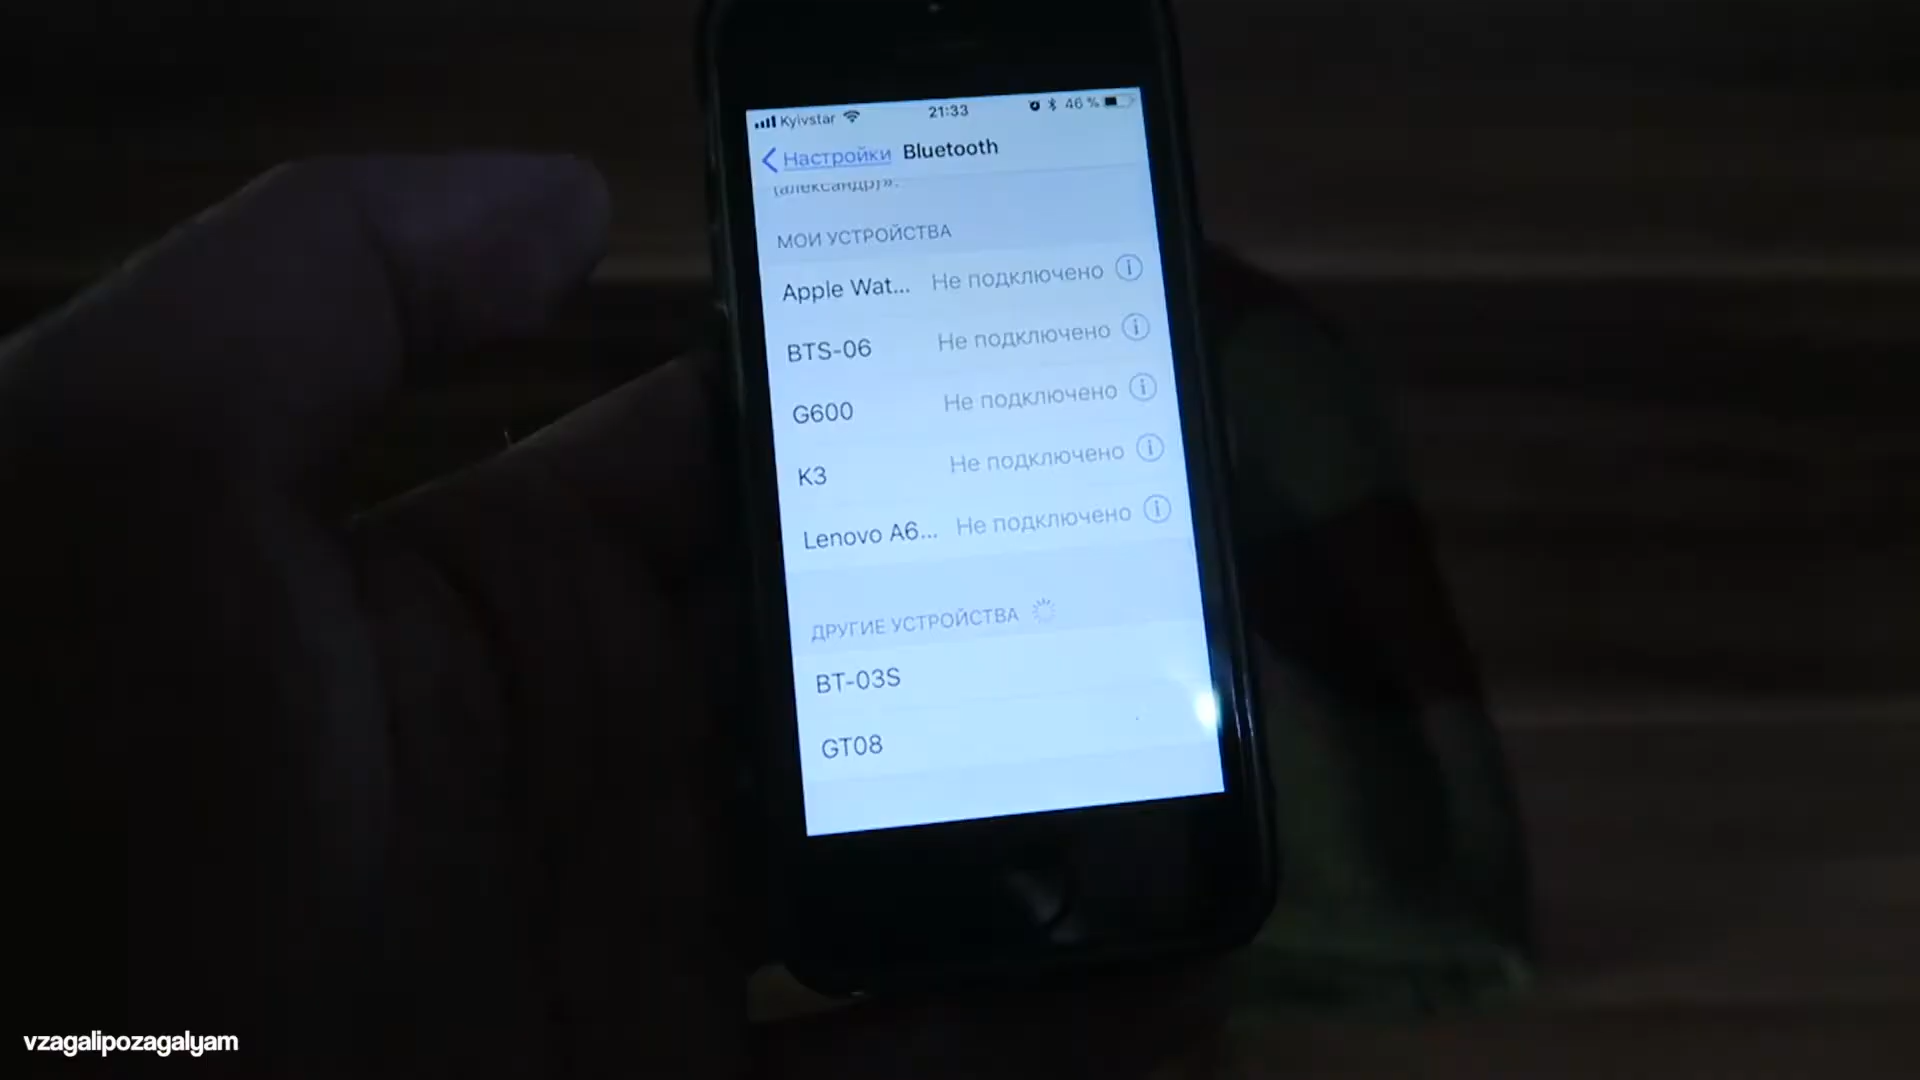 Kyivstar 21:33 46 %
Настройки Bluetooth
(александр)».
МОИ УСТРОЙСТВА
Apple Wat... Не подключено
BTS-06 Не подключено
G600 Не подключено
K3 Не подключено
Lenovo A6... Не подключено
ДРУГИЕ УСТРОЙСТВА
BT-03S
GT08
vzagalipozagalyam